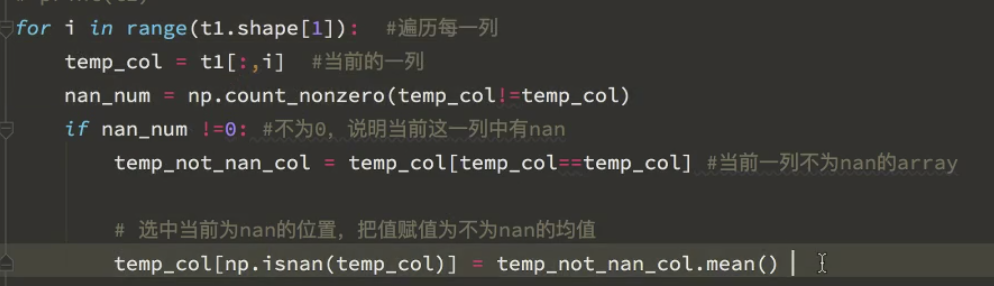 for i in range(t1.shape[1]):  #遍历每一列
temp_col = t1[:,i]  #当前的一列
nan_num = np.count_nonzero(temp_col!=temp_col)
if nan_num !=0: #不为0，说明当前这一列中有nan
temp_not_nan_col = temp_col[temp_col==temp_col] #当前一列不为nan的array
# 选中当前为nan的位置，把值赋值为不为nan的均值
temp_col[np.isnan(temp_col)] = temp_not_nan_col.mean()